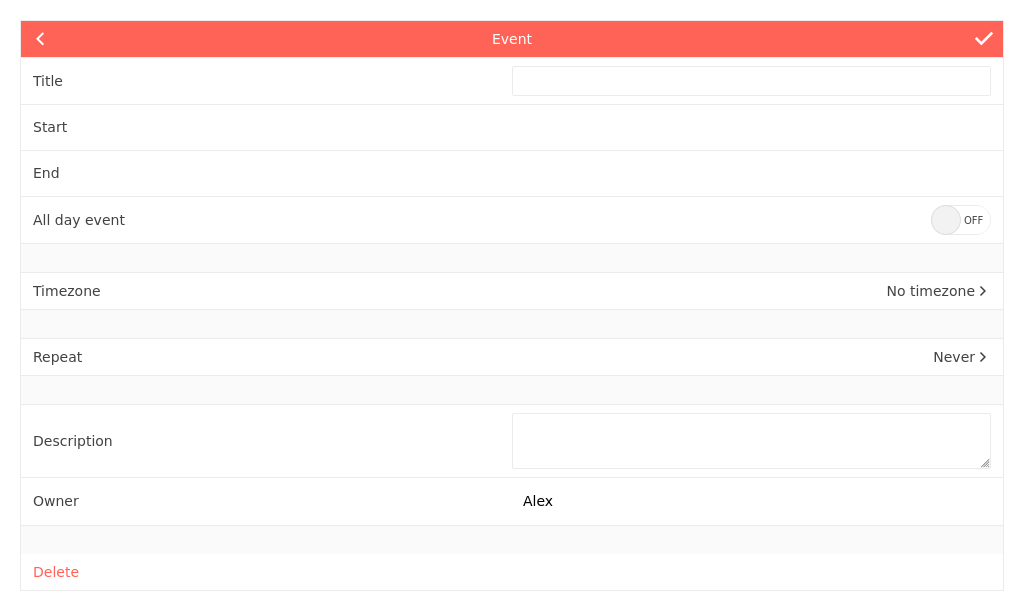 Event
Title
Start
End
All day event OFF
Timezone No timezone
Repeat Never
Description
Owner Alex
Delete